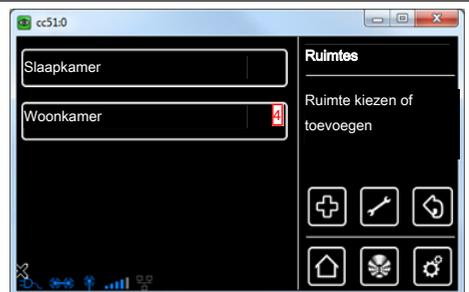 cc51:0
Slaapkamer
Woonkamer
4
Ruimtes
Ruimte kiezen of
toevoegen